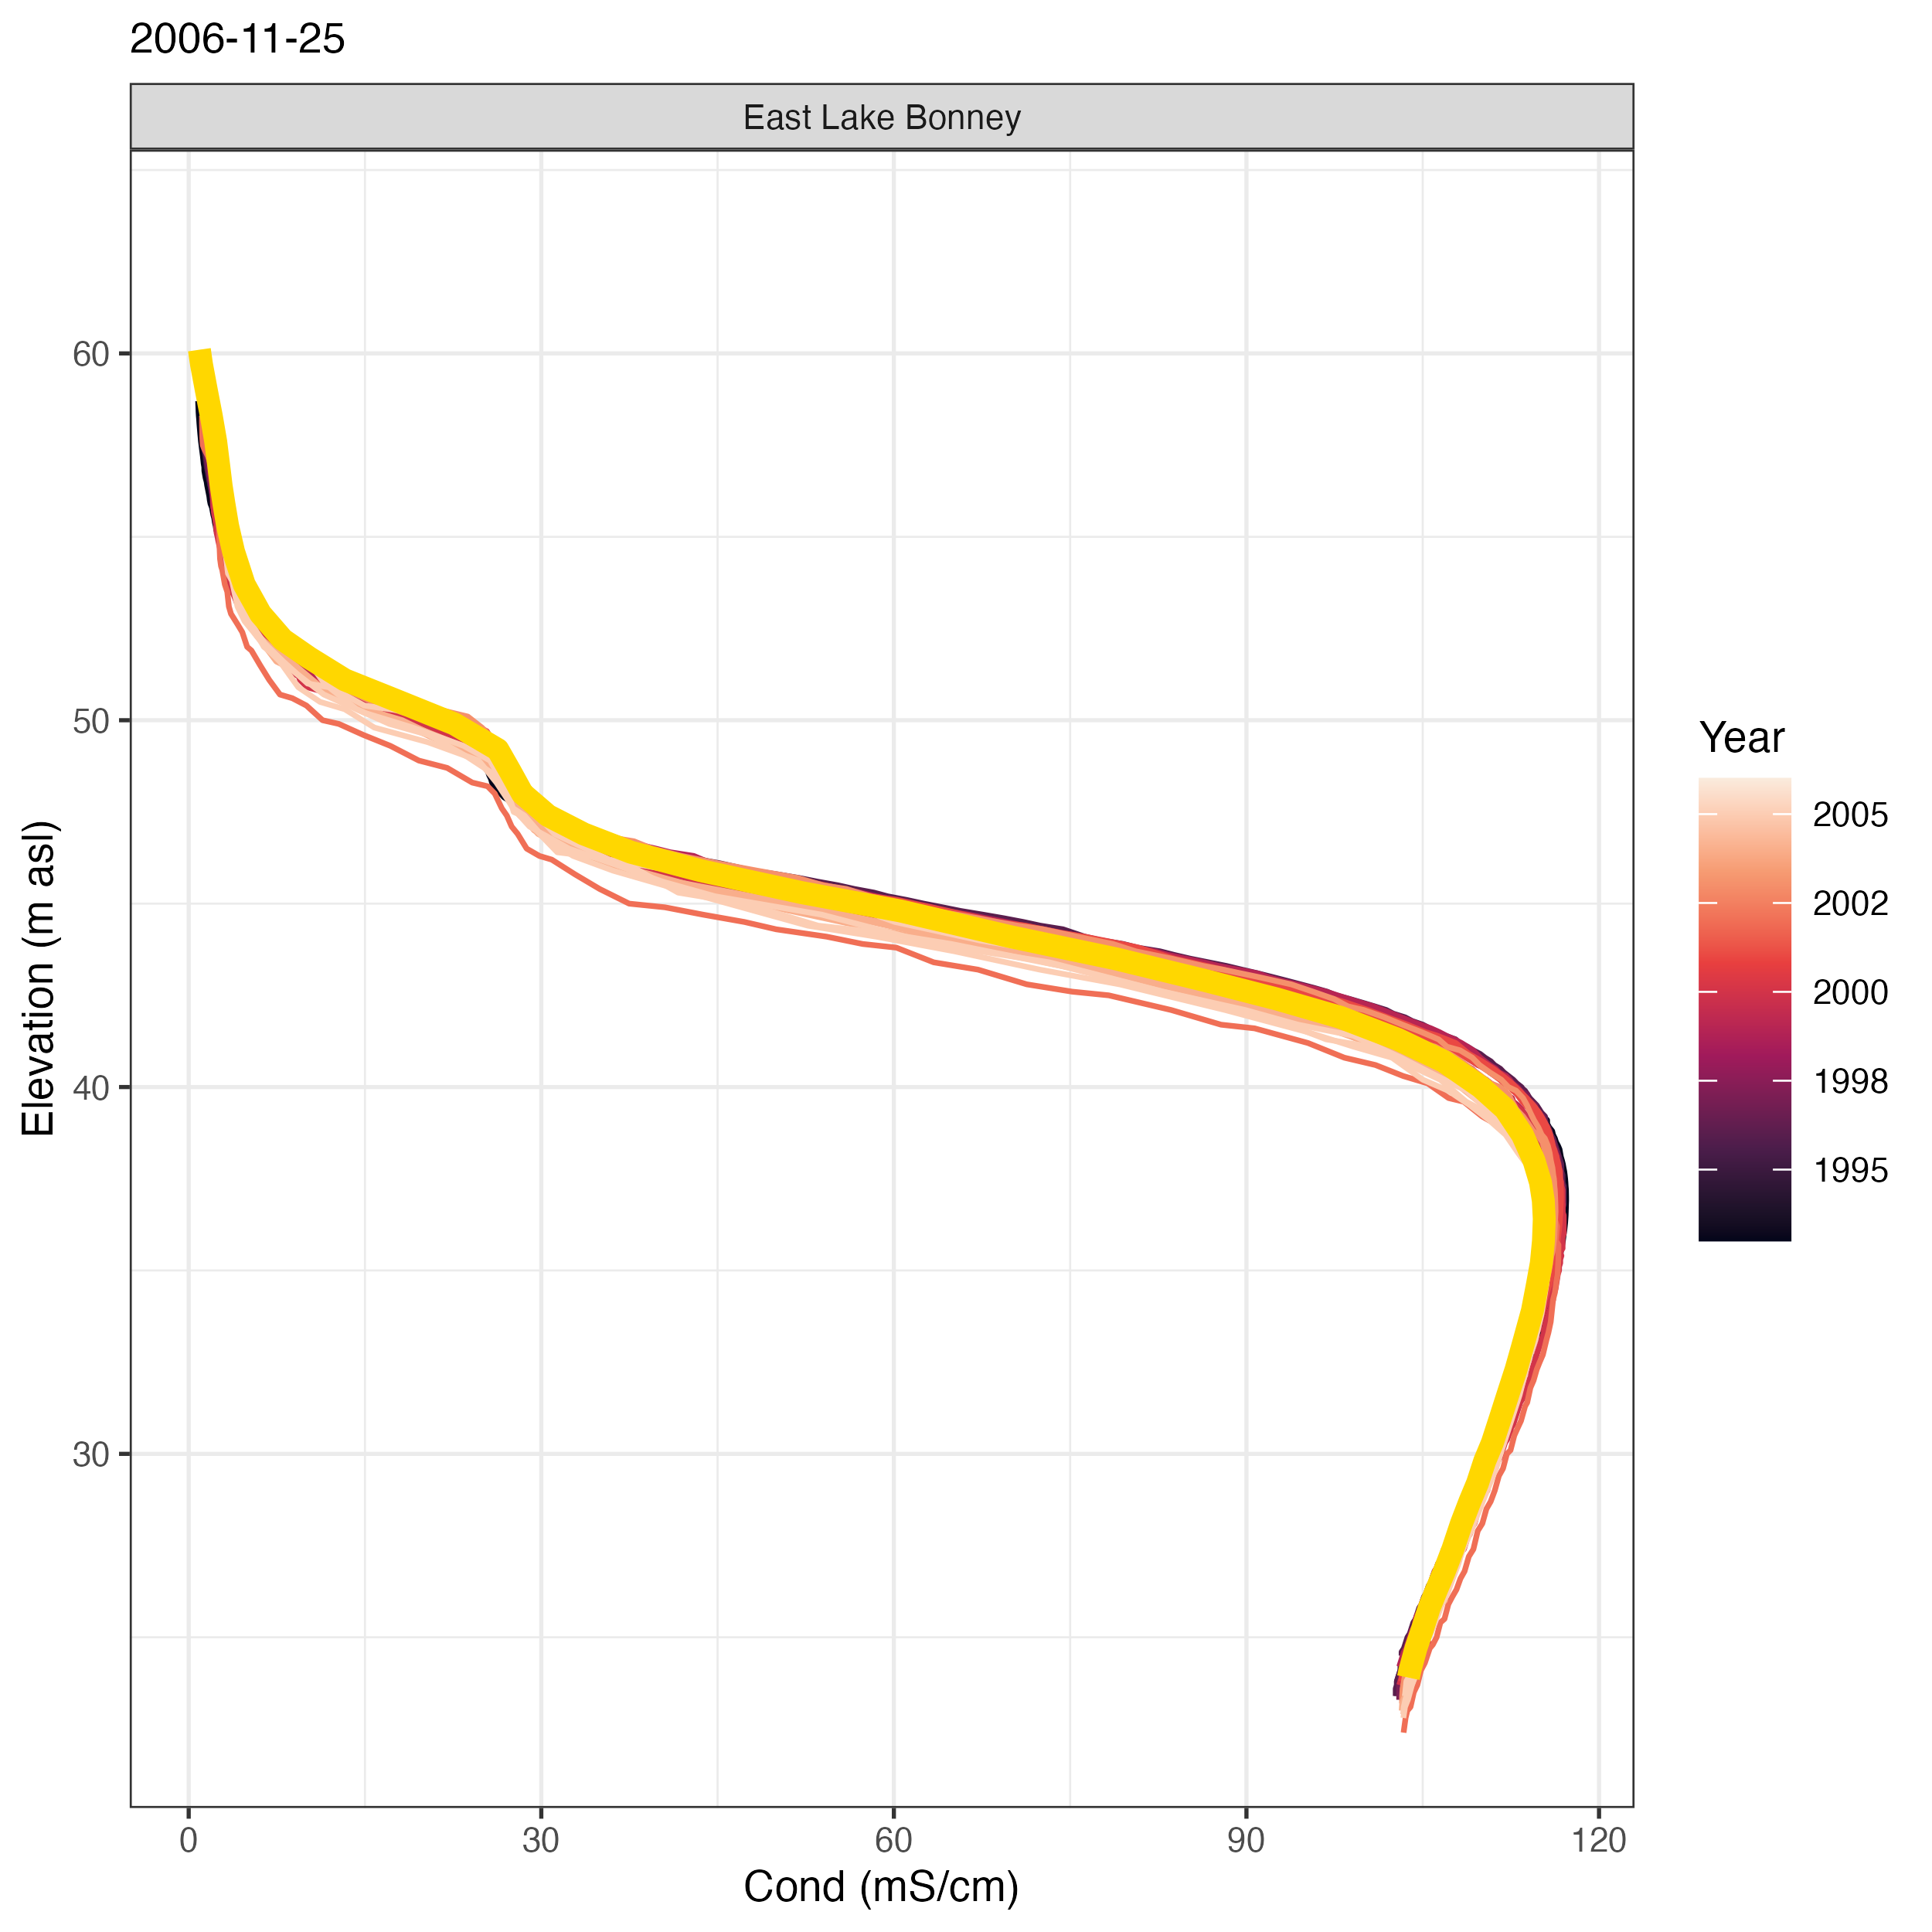 2006-11-25
East Lake Bonney
60
50
40
30
Elevation (m asl)
0 30 60 90 120
Cond (mS/cm)
Year
2005
2002
2000
1998
1995